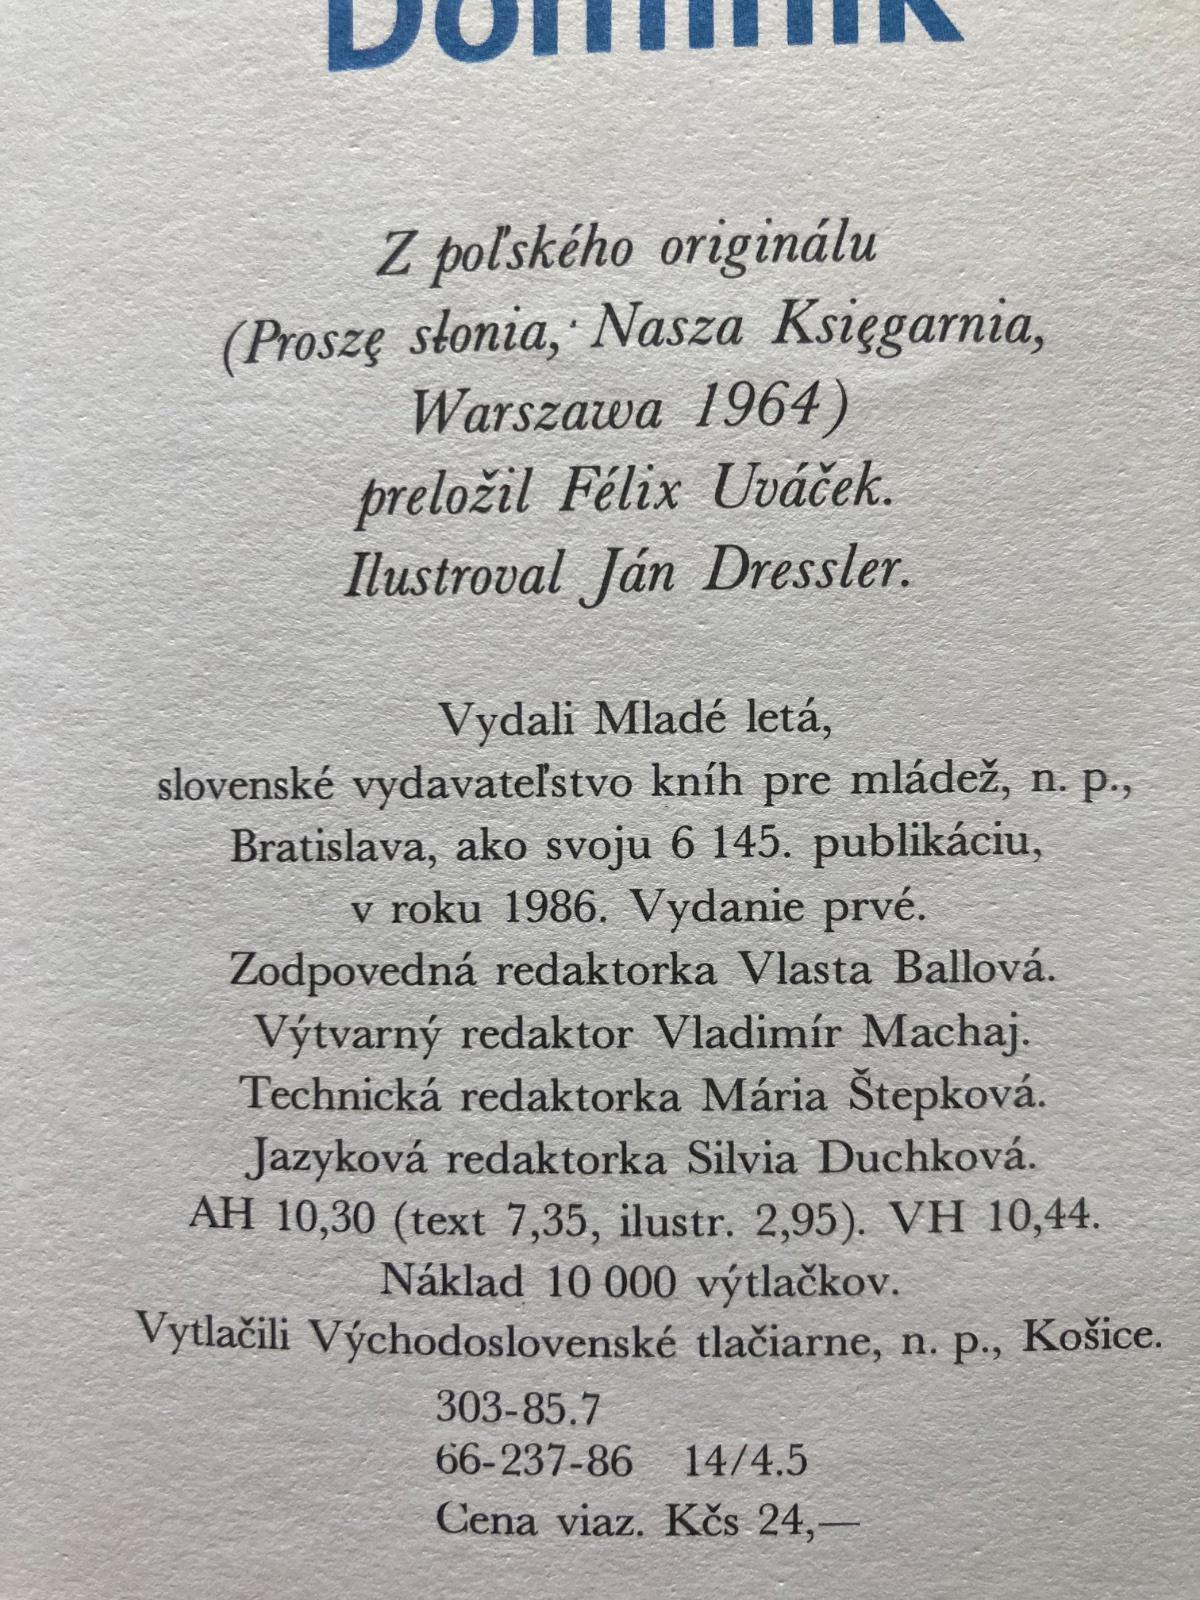 Dominik
Z poľského originálu
(Proszę słonia, Nasza Księgarnia,
Warszawa 1964)
preložil Félix Uváček.
Ilustroval Ján Dressler.
Vydali Mladé letá,
slovenské vydavateľstvo kníh pre mládež, n. p.,
Bratislava, ako svoju 6 145. publikáciu,
v roku 1986. Vydanie prvé.
Zodpovedná redaktorka Vlasta Ballová.
Výtvarný redaktor Vladimír Machaj.
Technická redaktorka Mária Štepková.
Jazyková redaktorka Silvia Duchková.
AH 10,30 (text 7,35, ilustr. 2,95). VH 10,44.
Náklad 10 000 výtlačkov.
Vytlačili Východoslovenské tlačiarne, n. p., Košice.
303-85.7
66-237-86 14/4.5
Cena viaz. Kčs 24,—